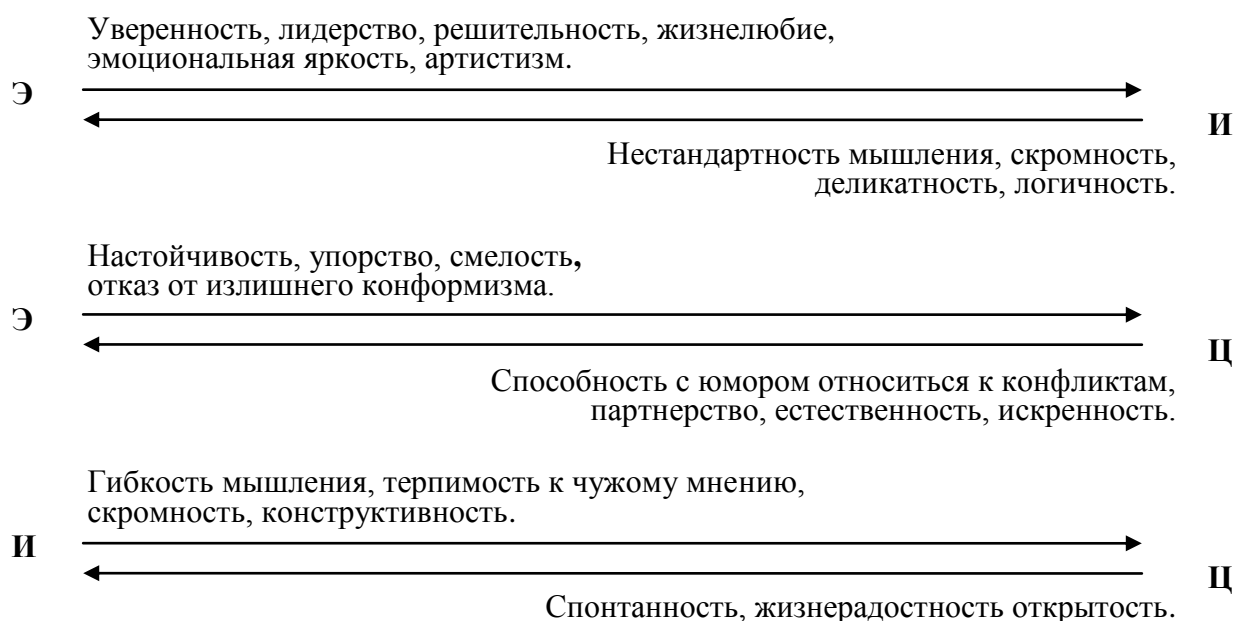 Уверенность, лидерство, решительность, жизнелюбие,
эмоциональная яркость, артистизм.
Э
И
Нестандартность мышления, скромность,
деликатность, логичность.
Настойчивость, упорство, смелость,
отказ от излишнего конформизма.
Э
Ц
Способность с юмором относиться к конфликтам,
партнерство, естественность, искренность.
Гибкость мышления, терпимость к чужому мнению,
скромность, конструктивность.
И
Ц
Спонтанность, жизнерадостность открытость.